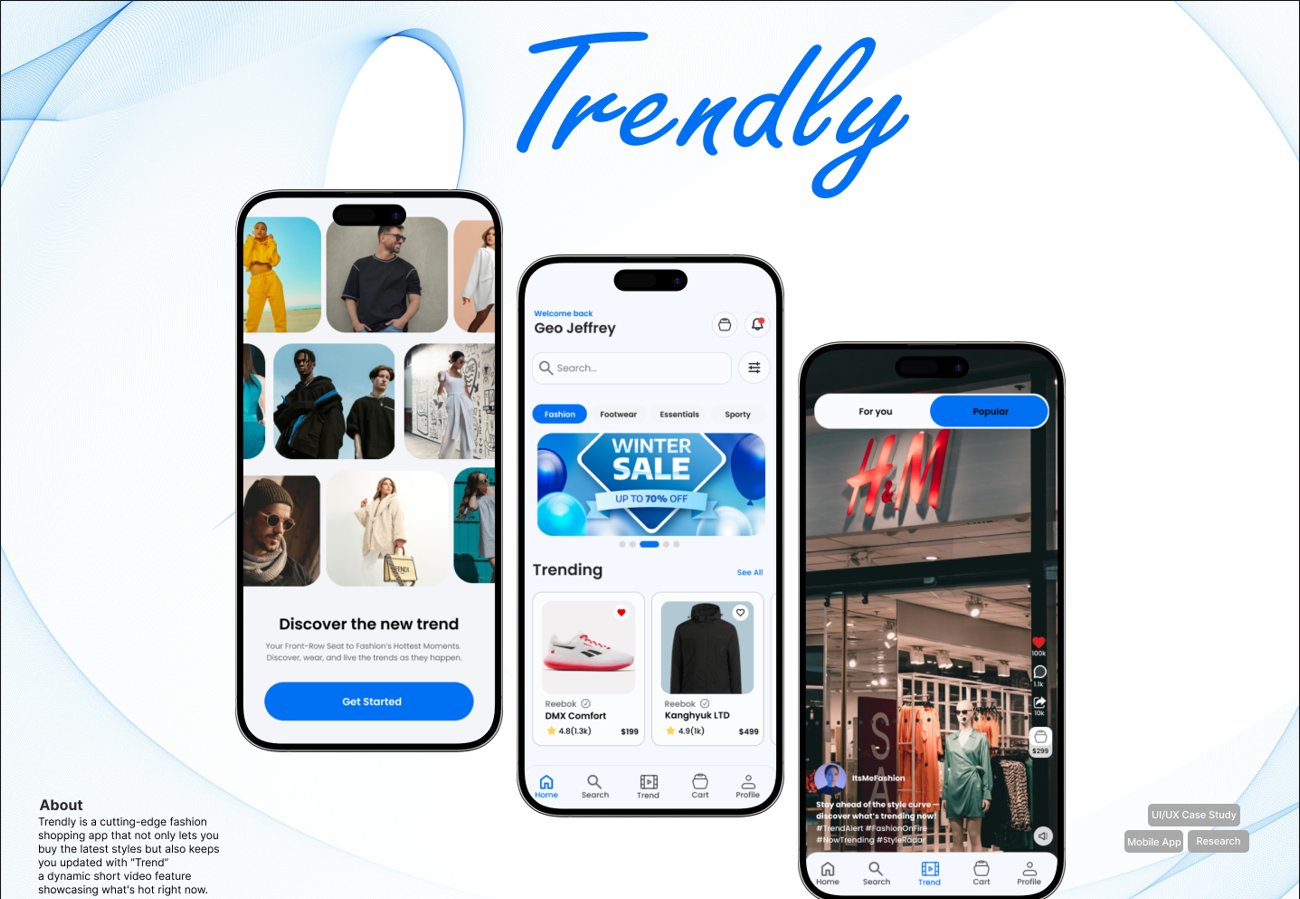 Trendly
FENDI
Discover the new trend
Your Front-Row Seat to Fashion's Hottest Moments.
Discover, wear, and live the trends as they happen.
Get Started
Welcome back
Geo Jeffrey
Search...
Fashion Footwear Essentials Sporty
WINTER
SALE
UP TO 70% OFF
Trending See All
Reebok
DMX Comfort
4.8(1.3k) $199
Reebok
Kanghyuk LTD
4.9(1k) $499
Home Search Trend Cart Profile
For you Popular
H&M
100k
1.1k
10k
$299
SA
ItsMeFashion
Stay ahead of the style curve —
discover what's trending now!
#TrendAlert #FashionOnFire
#NowTrending #StyleRadar
Home Search Trend Cart Profile
About
Trendly is a cutting-edge fashion
shopping app that not only lets you
buy the latest styles but also keeps
you updated with "Trend"
a dynamic short video feature
showcasing what's hot right now.
UI/UX Case Study
Mobile App Research